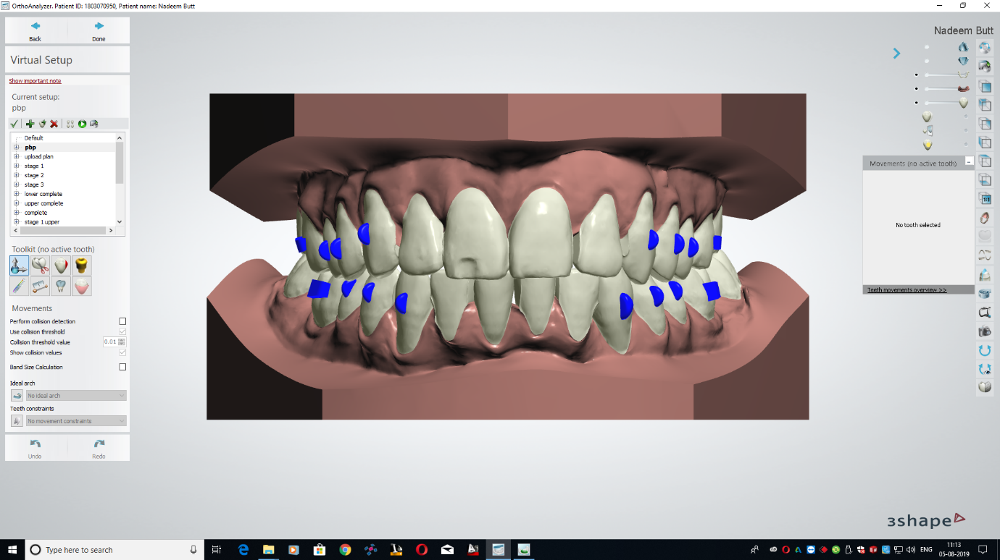 OrthoAnalyzer. Patient ID: 1803070950, Patient name: Nadeem Butt
Back
Done
Virtual Setup
Show important note
Current setup:
pbp
Default
pbp
upload plan
stage 1
stage 2
stage 3
lower complete
upper complete
complete
stage 1 upper
Toolkit (no active tooth)
Movements
Perform collision detection
Use collision threshold
Collision threshold value
0.01
Show collision values
Band Size Calculation
Ideal arch
No ideal arch
Teeth constraints
No movement constraints
Undo
Redo
Nadeem Butt
Movements (no active tooth)
No tooth selected
Teeth movements overview >>
1:1
3shape
Type here to search
ENG
11:13
05-08-2019